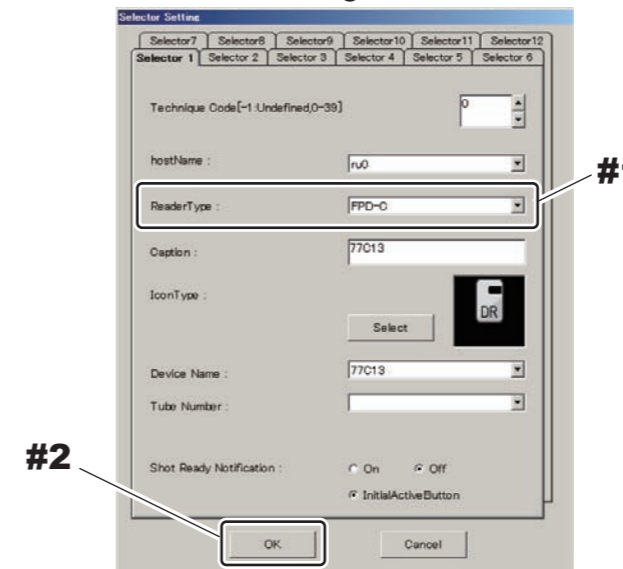 Selector Setting
Selector7 Selector8 Selector9 Selector10 Selector11 Selector12
Selector 1 Selector 2 Selector 3 Selector 4 Selector 5 Selector 6
Technique Code[-1:Undefined,0-39] 0
hostName : ru0
#1
ReaderType : FPD-C
Caption : 77C13
IconType :
DR
Select
Device Name : 77C13
Tube Number :
#2
Shot Ready Notification : On Off
InitialActiveButton
OK Cancel